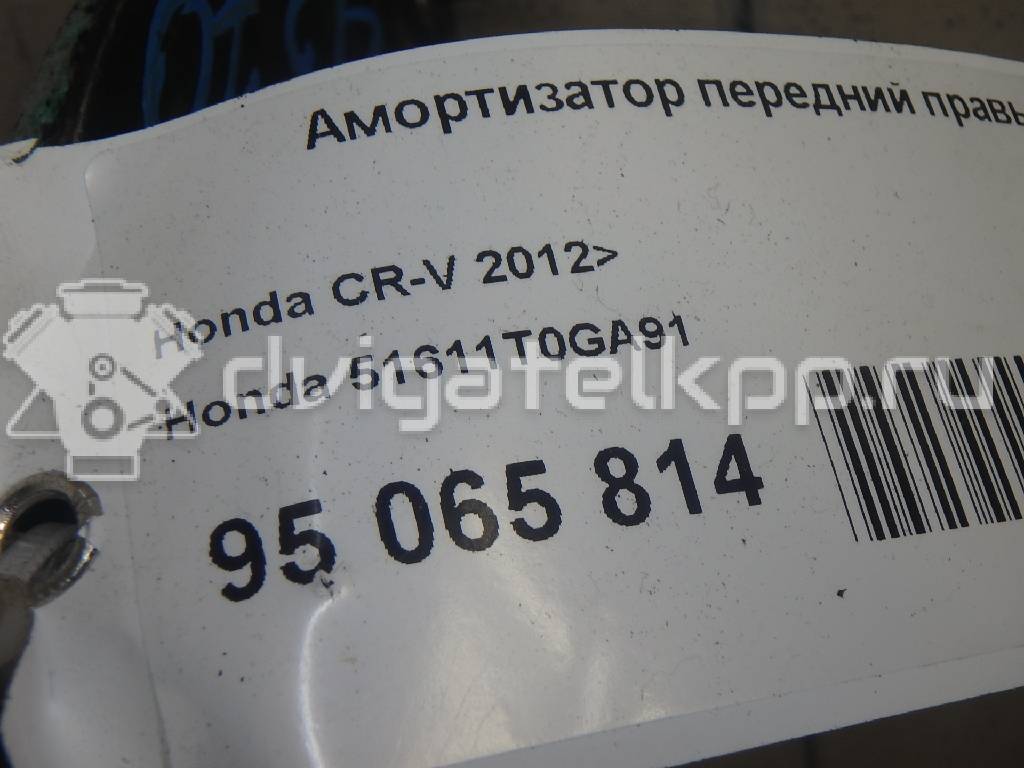 Амортизатор передний правы
Honda CR-V 2012>
Honda 51611T0GA91
dvigatelkpp.ru
95 065 814